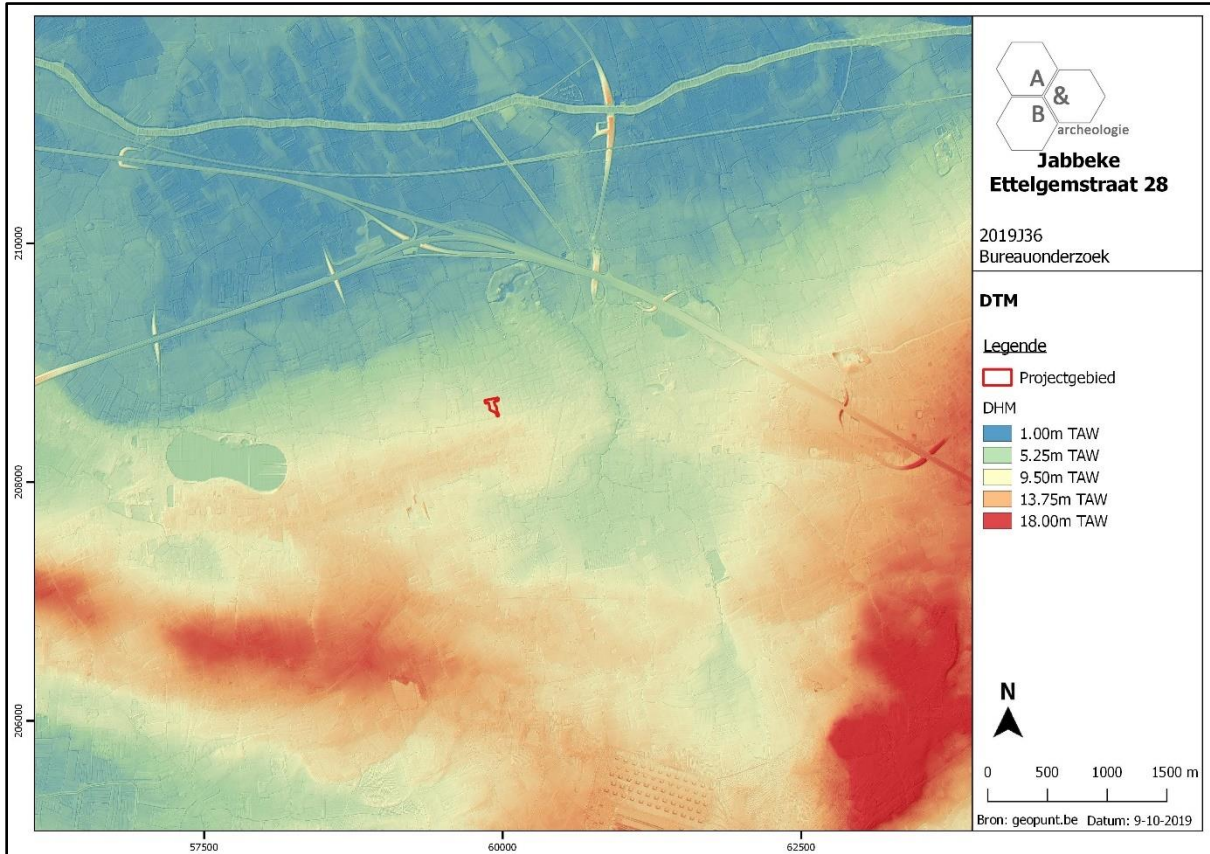 A
&
B
archeologie
Jabbeke
Ettelgemstraat 28
2019J36
Bureauonderzoek
DTM
Legende
Projectgebied
DHM
1.00m TAW
5.25m TAW
9.50m TAW
13.75m TAW
18.00m TAW
N
0 500 1000 1500 m
Bron: geopunt.be Datum: 9-10-2019
210000
208000
206000
57500 60000 62500